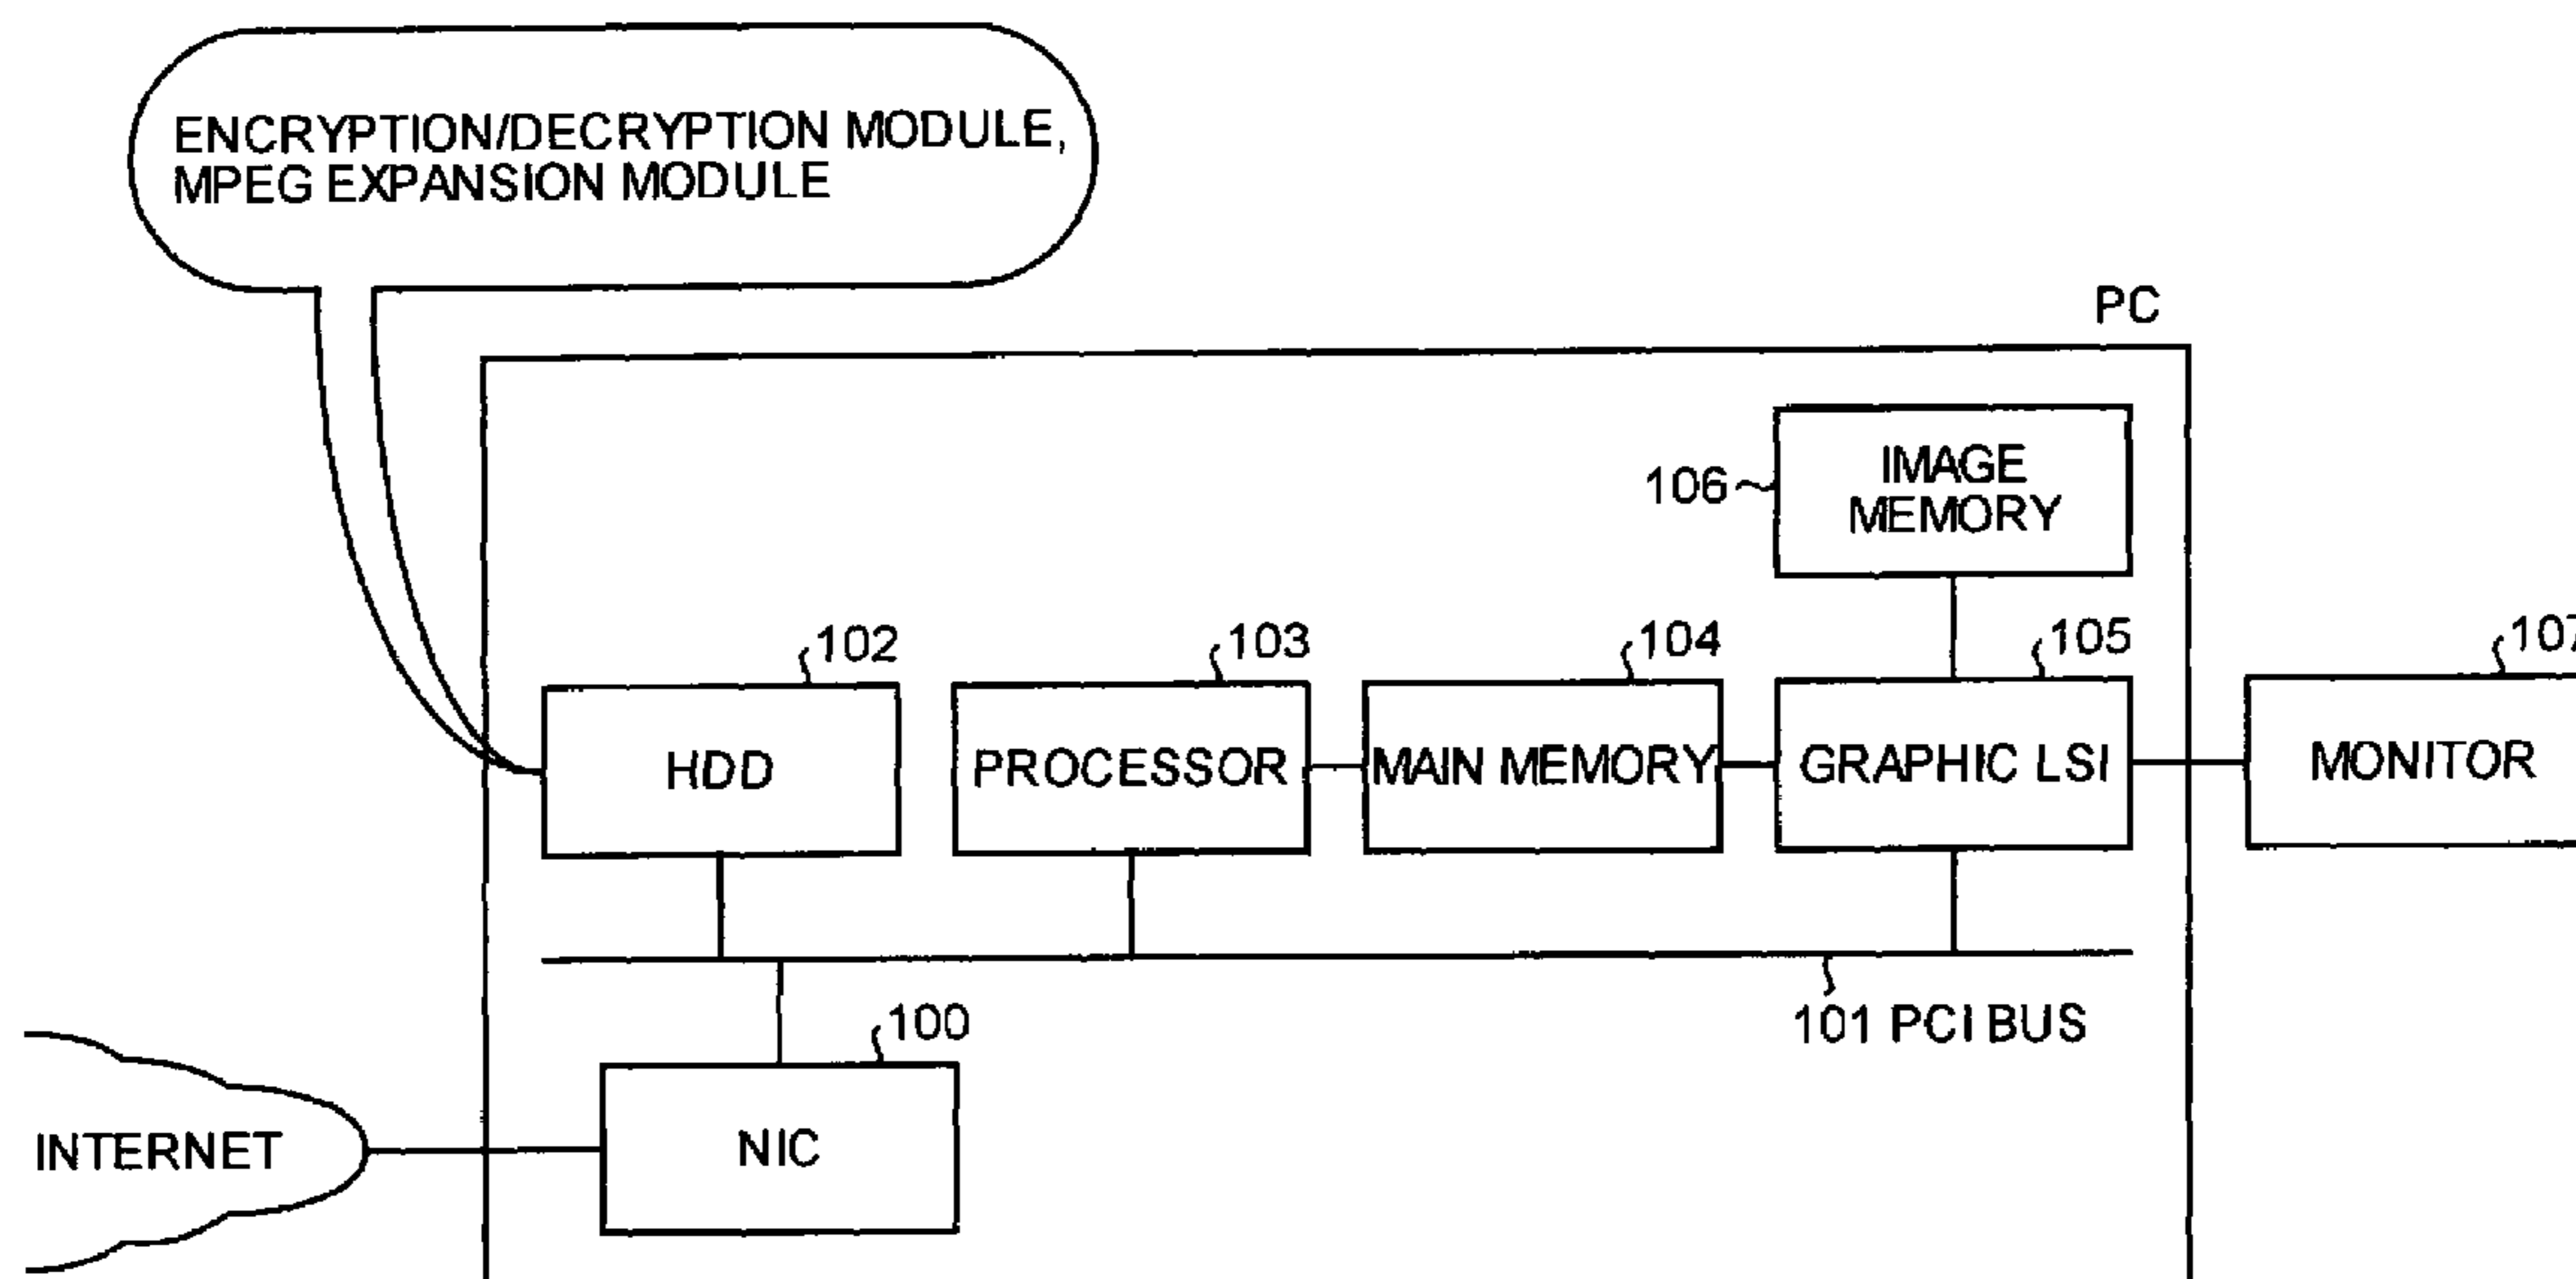 ENCRYPTION/DECRYPTION MODULE,
MPEG EXPANSION MODULE
PC
IMAGE
MEMORY
106
102
103
104
105
107
HDD
PROCESSOR
MAIN MEMORY
GRAPHIC LSI
MONITOR
101 PCI BUS
100
INTERNET
NIC